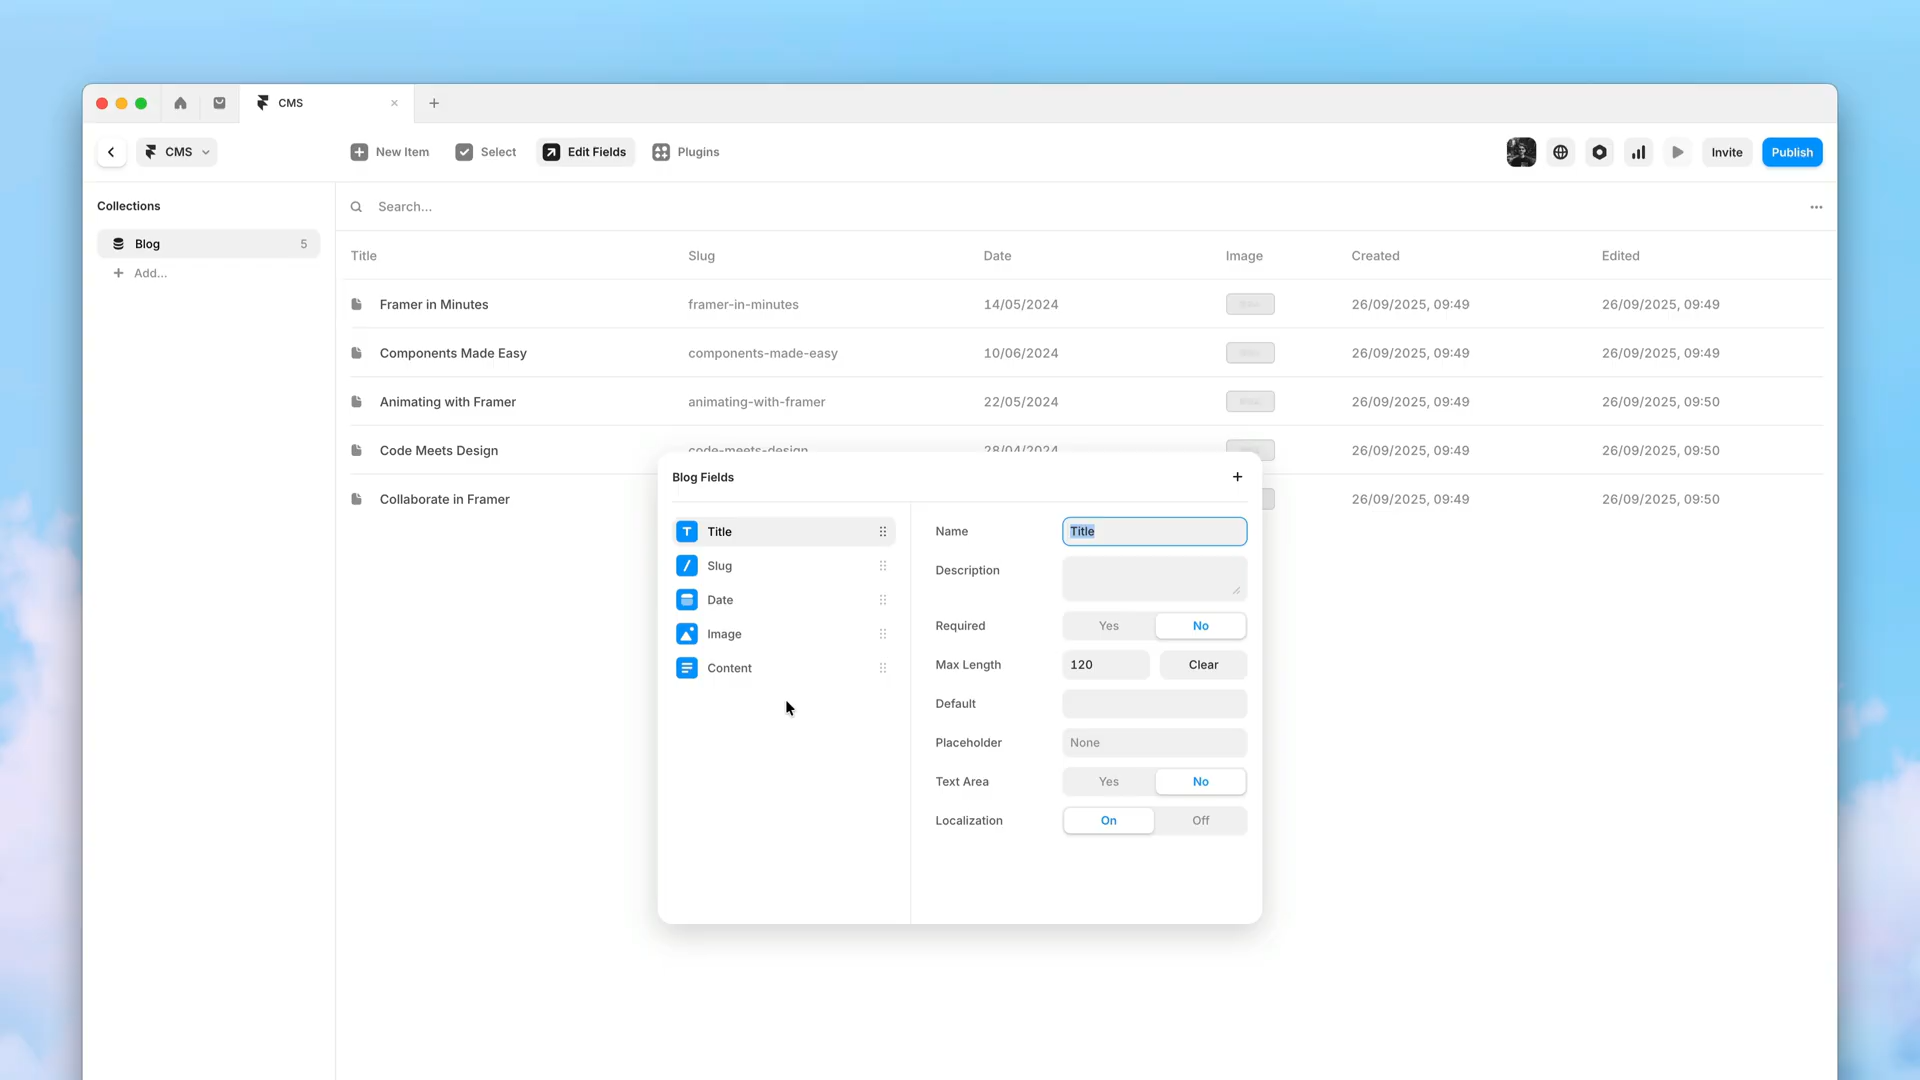 CMS
CMS
New Item
Select
Edit Fields
Plugins
Invite
Publish
Collections
Blog 5
Add...
Search...
Title Slug Date Image Created Edited
Framer in Minutes framer-in-minutes 14/05/2024 26/09/2025, 09:49 26/09/2025, 09:49
Components Made Easy components-made-easy 10/06/2024 26/09/2025, 09:49 26/09/2025, 09:49
Animating with Framer animating-with-framer 22/05/2024 26/09/2025, 09:49 26/09/2025, 09:50
Code Meets Design code-meets-design 28/04/2024 26/09/2025, 09:49 26/09/2025, 09:50
Collaborate in Framer 26/09/2025, 09:49 26/09/2025, 09:50
Blog Fields
Title
Slug
Date
Image
Content
Name Title
Description
Required Yes No
Max Length 120 Clear
Default
Placeholder None
Text Area Yes No
Localization On Off